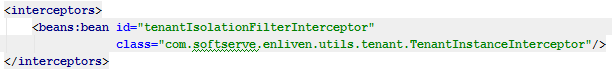 <interceptors>
<beans:bean id="tenantIsolationFilterInterceptor"
class="com.softserve.enliven.utils.tenant.TenantInstanceInterceptor"/>
</interceptors>